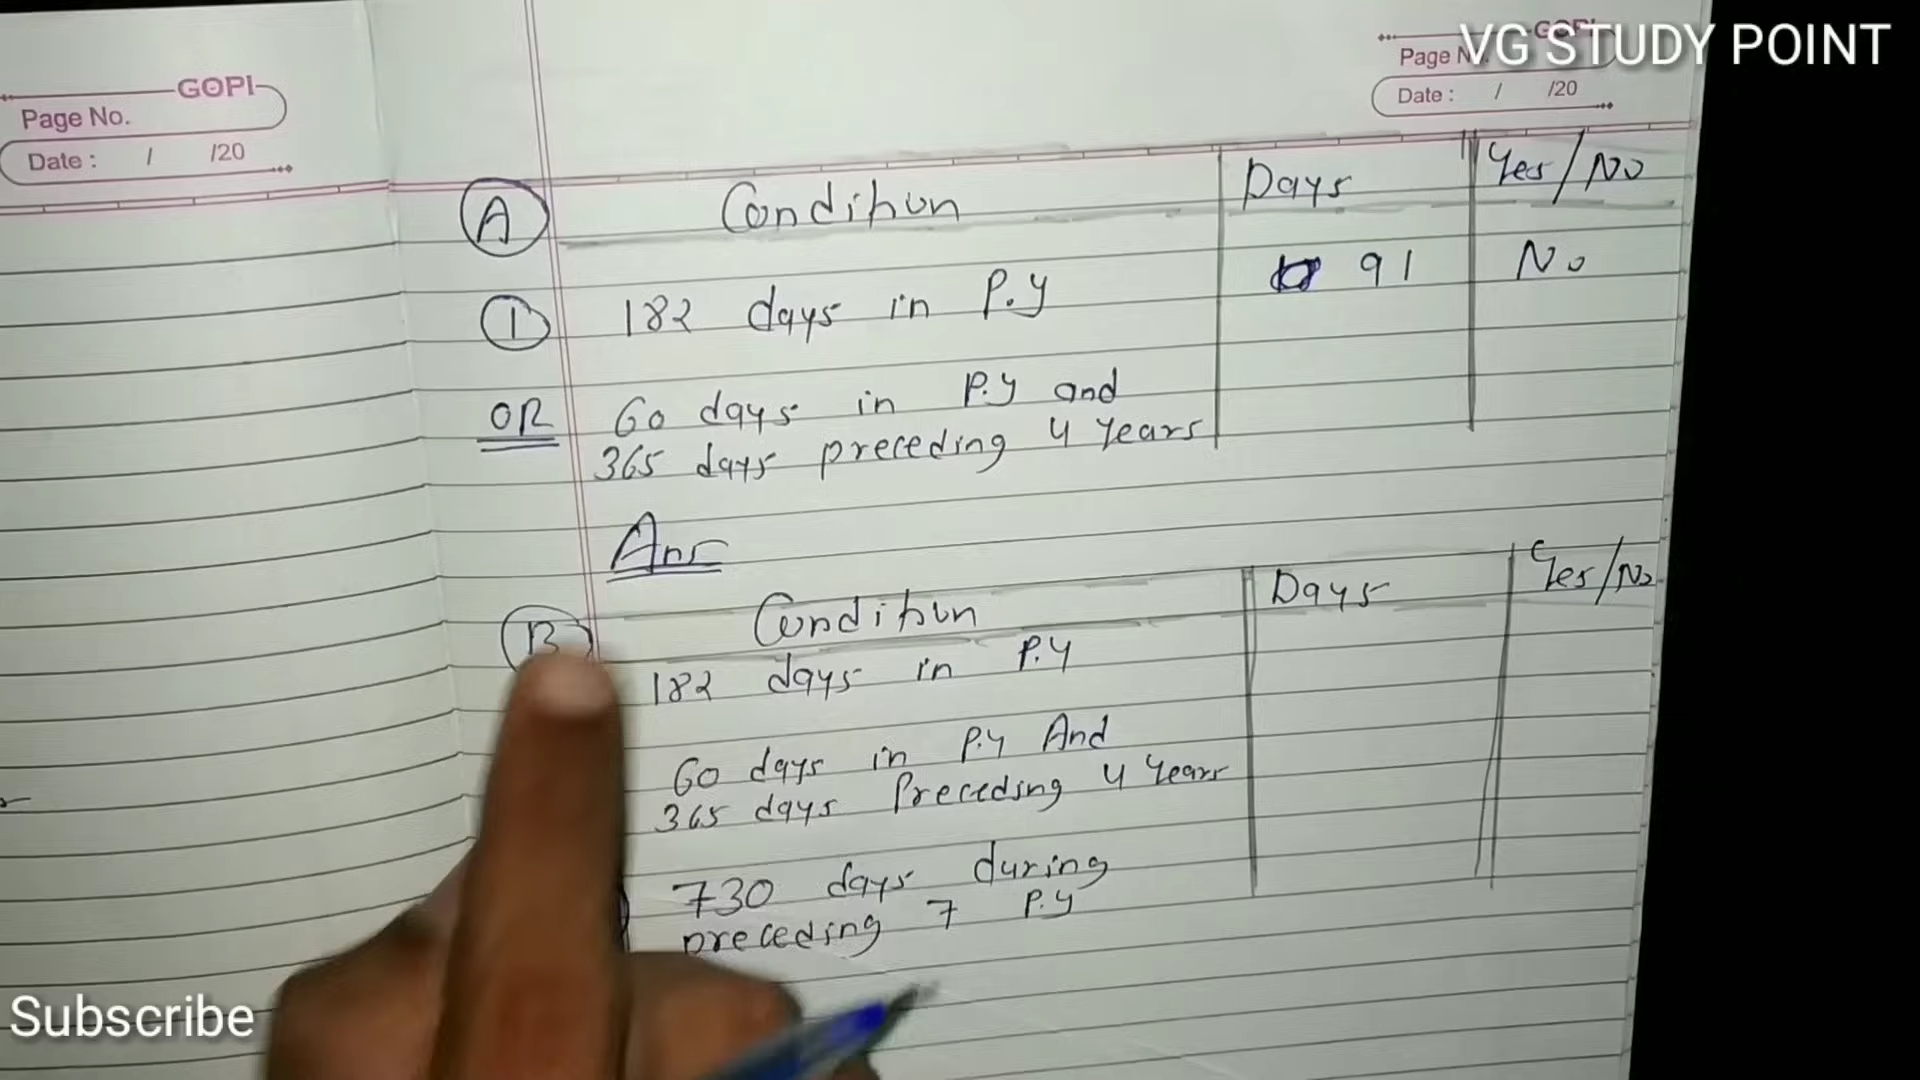 VG STUDY POINT
GOPI
Page No.
Date : / /20
GOPI
Page No.
Date : / /20
A Condition Days Yes/No
1 182 days in P.Y 91 No
OR 60 days in P.Y and
365 days preceding 4 Years
Ans
B Condition Days Yes/No
182 days in P.Y
60 days in P.Y And
365 days Preceding 4 Years
730 days during
preceding 7 P.Y
Subscribe